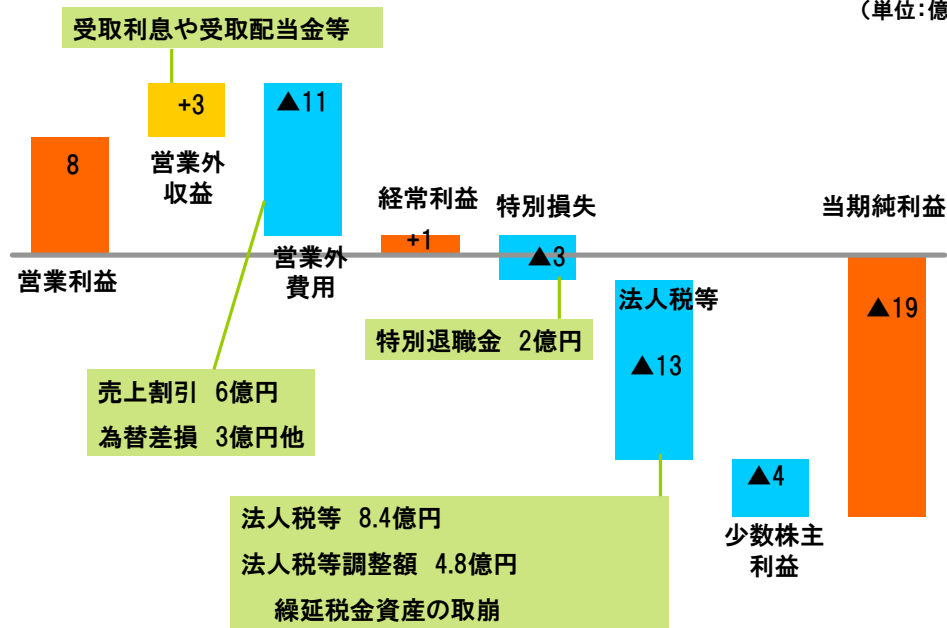 (単位:億
受取利息や受取配当金等
+3
▲11
8
営業外
収益
経常利益
特別損失
当期純利益
+1
▲3
営業利益
営業外
費用
法人税等
▲19
特別退職金 2億円
▲13
売上割引 6億円
為替差損 3億円他
▲4
法人税等 8.4億円
法人税等調整額 4.8億円
繰延税金資産の取崩
少数株主
利益